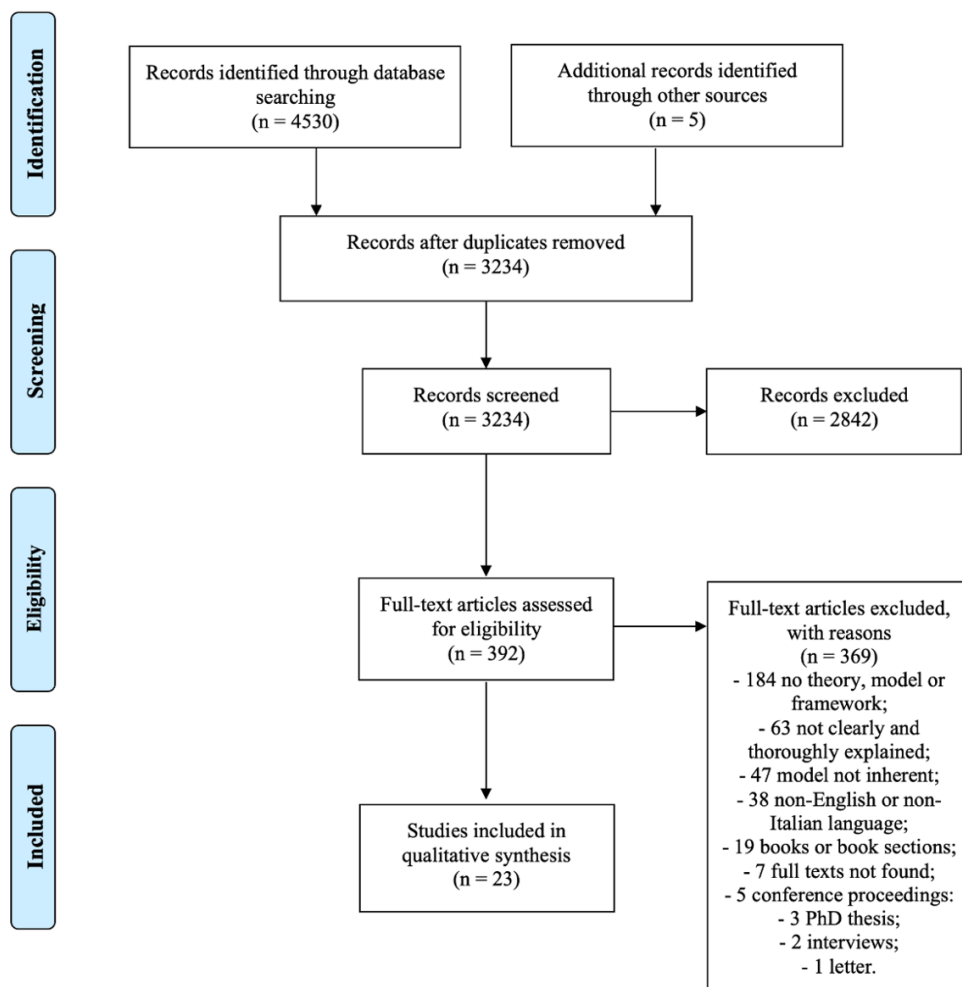 Identification
Records identified through database
searching
(n = 4530)
Additional records identified
through other sources
(n = 5)
Records after duplicates removed
(n = 3234)
Screening
Records screened
(n = 3234)
Records excluded
(n = 2842)
Eligibility
Full-text articles assessed
for eligibility
(n = 392)
Full-text articles excluded,
with reasons
(n = 369)
- 184 no theory, model or
framework;
- 63 not clearly and
thoroughly explained;
- 47 model not inherent;
- 38 non-English or non-
Italian language;
- 19 books or book sections;
- 7 full texts not found;
- 5 conference proceedings:
- 3 PhD thesis;
- 2 interviews;
- 1 letter.
Included
Studies included in
qualitative synthesis
(n = 23)